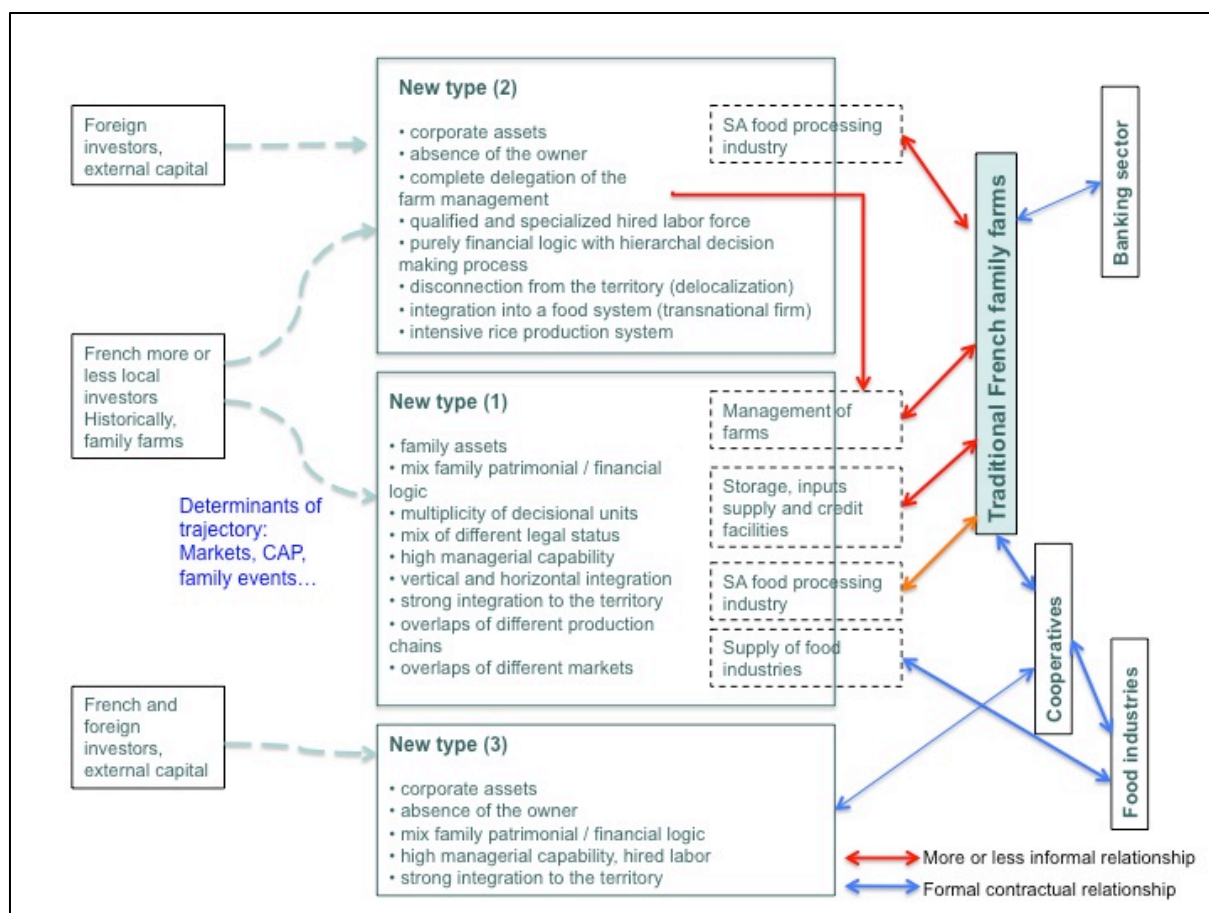 Foreign
investors,
external capital
French more or
less local
investors
Historically,
family farms
Determinants of
trajectory:
Markets, CAP,
family events…
French and
foreign
investors,
external capital
New type (2)
• corporate assets
• absence of the owner
• complete delegation of the
farm management
• qualified and specialized hired labor force
• purely financial logic with hierarchal decision
making process
• disconnection from the territory (delocalization)
• integration into a food system (transnational firm)
• intensive rice production system
SA food processing
industry
New type (1)
• family assets
• mix family patrimonial / financial
logic
• multiplicity of decisional units
• mix of different legal status
• high managerial capability
• vertical and horizontal integration
• strong integration to the territory
• overlaps of different production
chains
• overlaps of different markets
Management of
farms
Storage, inputs
supply and credit
facilities
SA food processing
industry
Supply of food
industries
New type (3)
• corporate assets
• absence of the owner
• mix family patrimonial / financial logic
• high managerial capability, hired labor
• strong integration to the territory
Traditional French family farms
Banking sector
Cooperatives
Food industries
More or less informal relationship
Formal contractual relationship